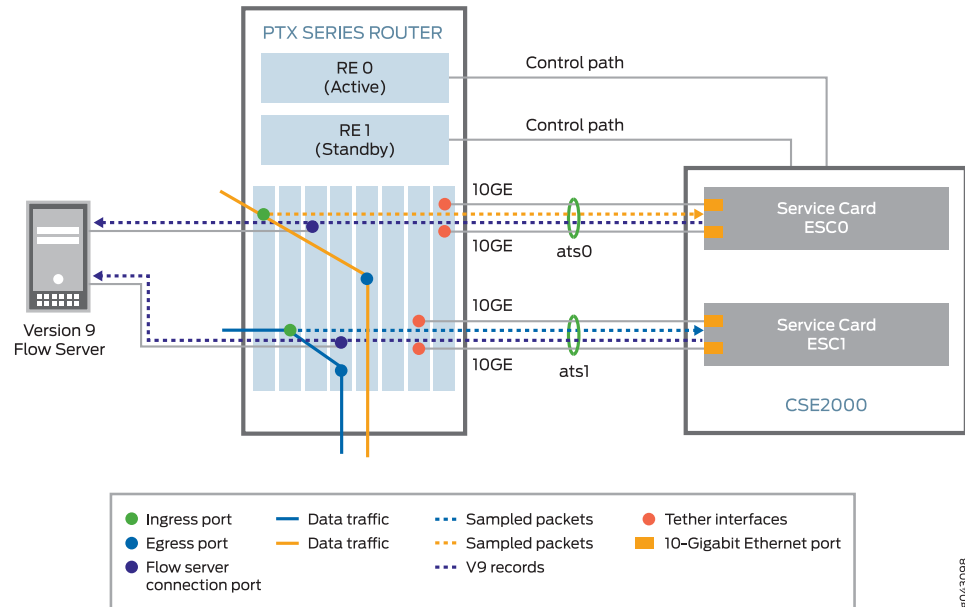 PTX SERIES ROUTER
RE 0
(Active)
Control path
RE 1
(Standby)
Control path
10GE
10GE
ats0
Service Card
ESC0
10GE
10GE
ats1
Service Card
ESC1
CSE2000
Version 9
Flow Server
Ingress port
Data traffic
Sampled packets
Tether interfaces
Egress port
Data traffic
Sampled packets
10-Gigabit Ethernet port
Flow server
connection port
V9 records
g043098